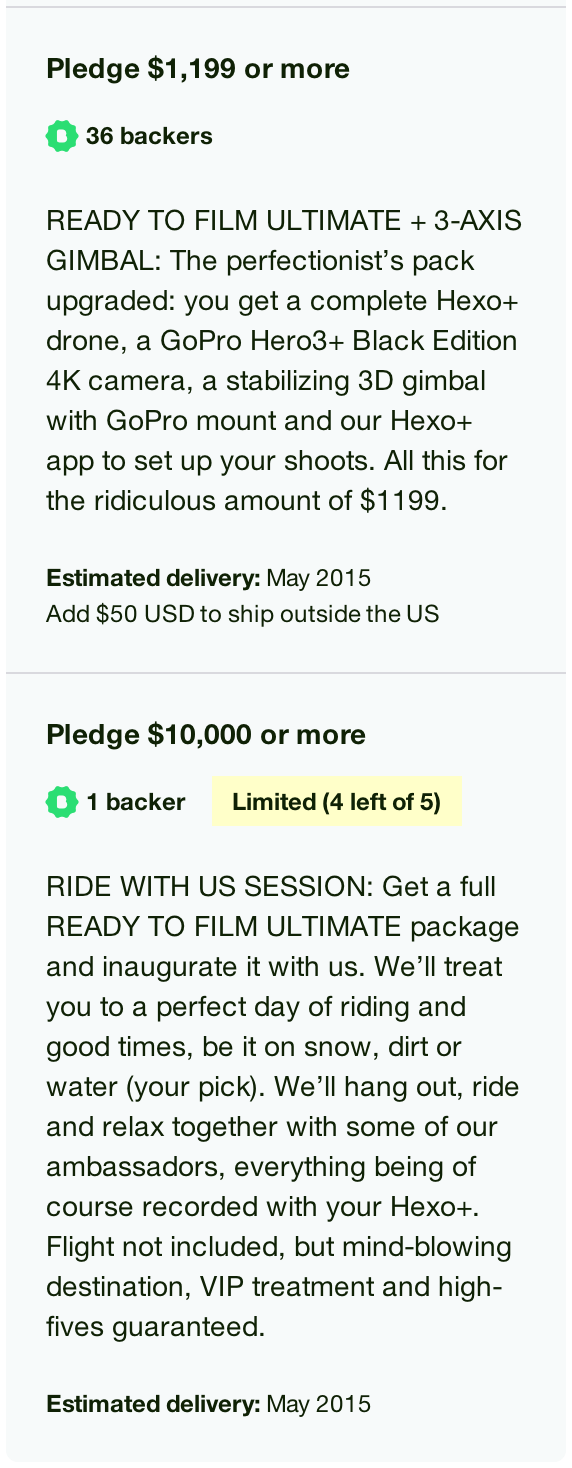 Pledge $1,199 or more
36 backers
READY TO FILM ULTIMATE + 3-AXIS
GIMBAL: The perfectionist’s pack
upgraded: you get a complete Hexo+
drone, a GoPro Hero3+ Black Edition
4K camera, a stabilizing 3D gimbal
with GoPro mount and our Hexo+
app to set up your shoots. All this for
the ridiculous amount of $1199.
Estimated delivery: May 2015
Add $50 USD to ship outside the US
Pledge $10,000 or more
1 backer Limited (4 left of 5)
RIDE WITH US SESSION: Get a full
READY TO FILM ULTIMATE package
and inaugurate it with us. We’ll treat
you to a perfect day of riding and
good times, be it on snow, dirt or
water (your pick). We’ll hang out, ride
and relax together with some of our
ambassadors, everything being of
course recorded with your Hexo+.
Flight not included, but mind-blowing
destination, VIP treatment and high-
fives guaranteed.
Estimated delivery: May 2015